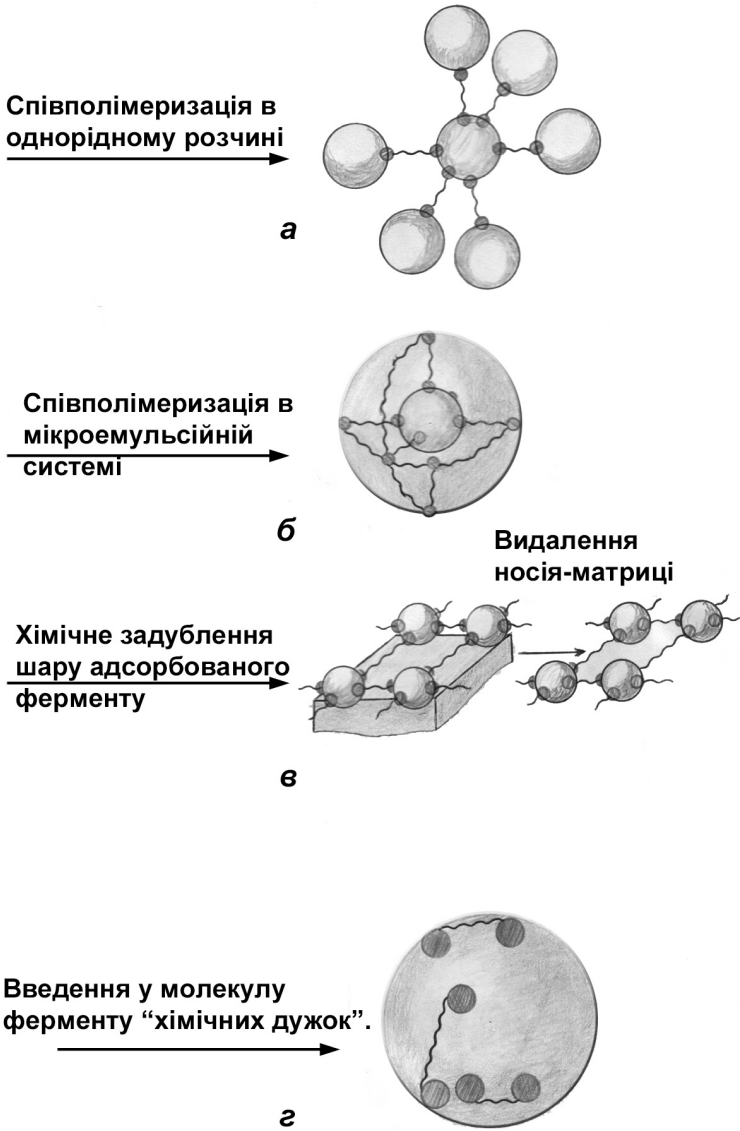 Співполімеризація в
однорідному розчині
а
Співполімеризація в
мікроемульсійній
системі
б
Видалення
носія-матриці
Хімічне задублення
шару адсорбованого
ферменту
в
Введення у молекулу
ферменту “хімічних дужок”.
г